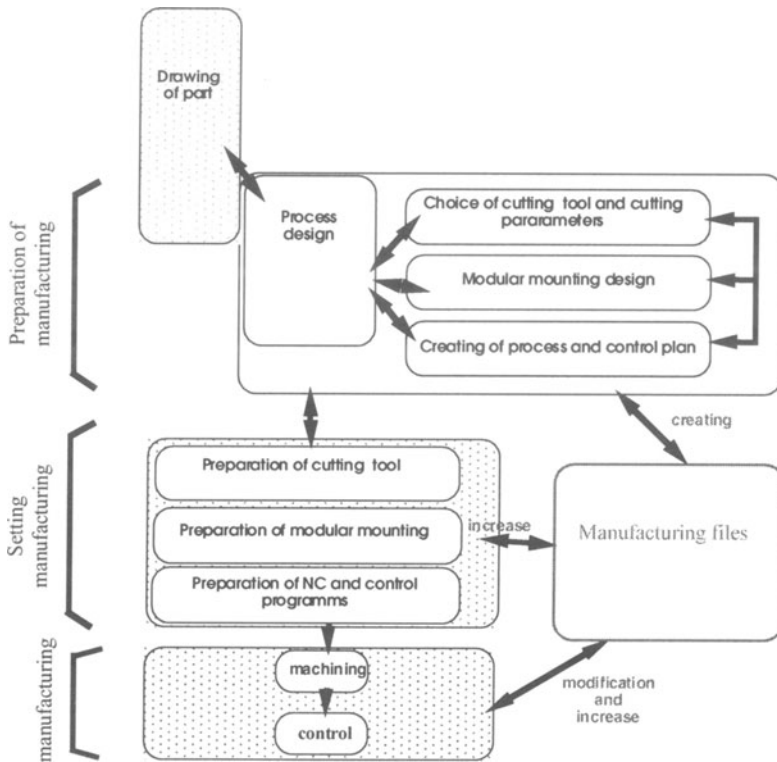 Drawing
of part
Preparation of
manufacturing
Process
design
Choice of cutting tool and cutting
pararameters
Modular mounting design
Creating of process and control plan
creating
Setting
manufacturing
Preparation of cutting tool
Preparation of modular mounting
Preparation of NC and control
programms
increase
Manufacturing files
manufacturing
machining
control
modification
and
increase